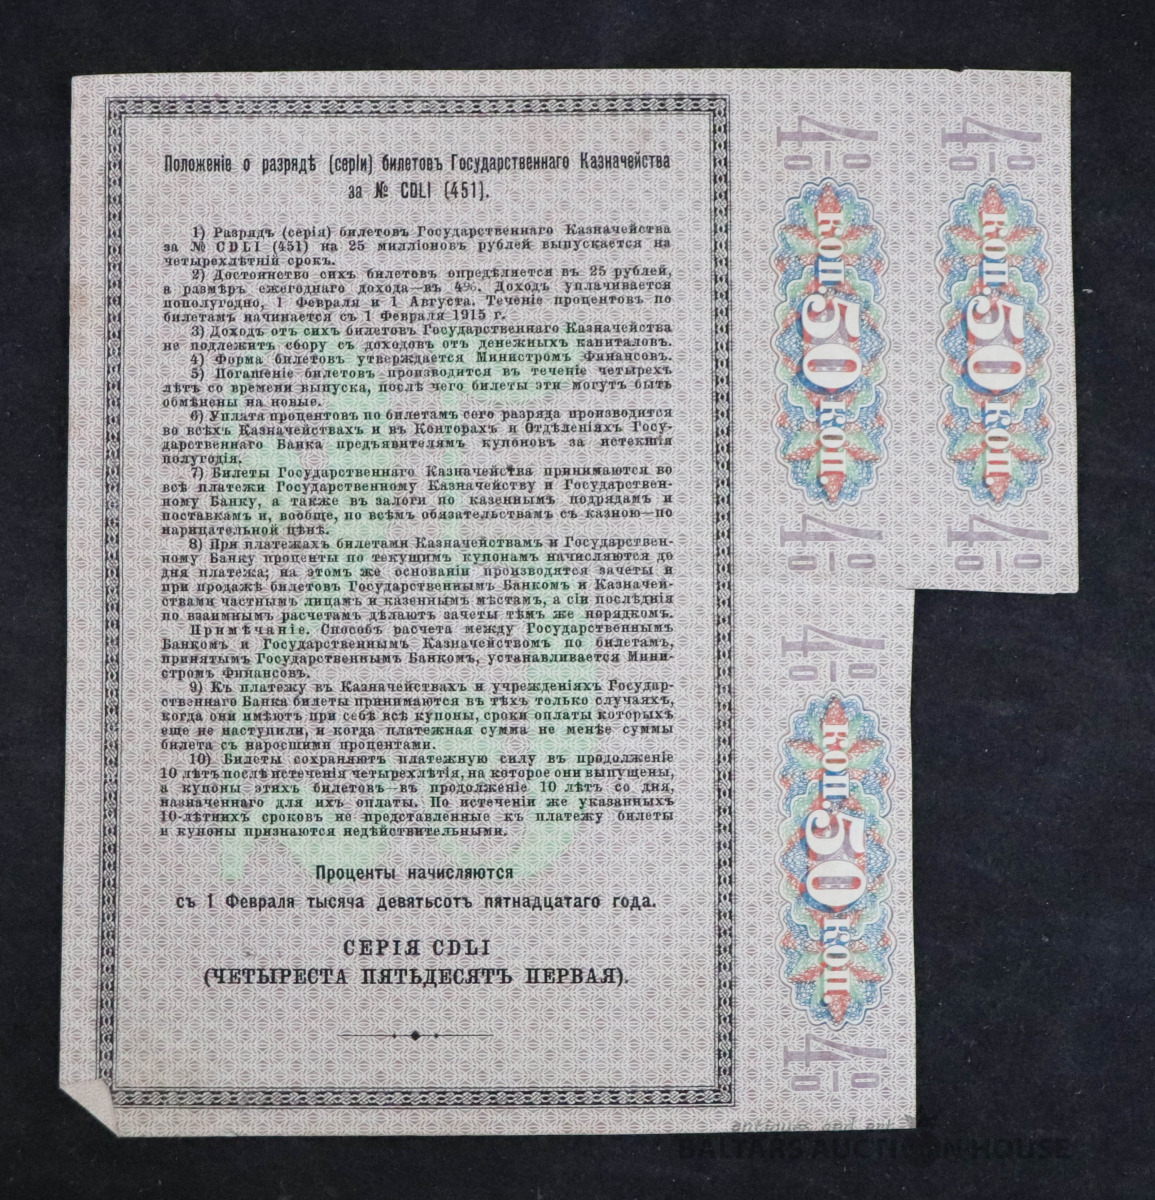 Положеніе о разрядѣ (серіи) билетовъ Государственнаго Казначейства
за № CDLI (451).
1) Разрядъ (серія) билетовъ Государственнаго Казначейства
за № CDLI (451) на 25 милліоновъ рублей выпускается на
четырехлѣтній срокъ.
2) Достоинство сихъ билетовъ опредѣляется въ 25 рублей,
а размѣръ ежегоднаго дохода—въ 4%. Доходъ уплачивается
пополугодно, 1 Февраля и 1 Августа. Теченіе процентовъ по
билетамъ начинается съ 1 Февраля 1915 г.
3) Доходъ отъ сихъ билетовъ Государственнаго Казначейства
не подлежитъ сбору съ доходовъ отъ денежныхъ капиталовъ.
4) Форма билетовъ утверждается Министромъ Финансовъ.
5) Погашеніе билетовъ производится въ теченіе четырехъ
лѣтъ со времени выпуска, послѣ чего билеты эти могутъ быть
обмѣнены на новые.
6) Уплата процентовъ по билетамъ сего разряда производится
во всѣхъ Казначействахъ и въ Конторахъ и Отдѣленіяхъ Госу-
дарственнаго Банка предъявителямъ купоновъ за истекшія
полугодія.
7) Билеты Государственнаго Казначейства принимаются во
всѣ платежи Государственному Казначейству и Государствен-
ному Банку, а также въ залоги по казеннымъ подрядамъ и
поставкамъ и, вообще, по всѣмъ обязательствамъ съ казною—по
нарицательной цѣнѣ.
8) При платежахъ билетами Казначействамъ и Государствен-
ному Банку проценты по текущимъ купонамъ начисляются до
дня платежа; на этомъ же основаніи производятся зачеты и
при продажѣ билетовъ Государственнымъ Банкомъ и Казначей-
ствами частнымъ лицамъ и казеннымъ мѣстамъ, а сіи послѣднія
по взаимнымъ расчетамъ дѣлаютъ зачеты тѣмъ же порядкомъ.
Примѣчаніе. Способъ расчета между Государственнымъ
Банкомъ и Государственнымъ Казначействомъ по билетамъ,
принятымъ Государственнымъ Банкомъ, устанавливается Мини-
стромъ Финансовъ.
9) Къ платежу въ Казначействахъ и учрежденіяхъ Государ-
ственнаго Банка билеты принимаются въ тѣхъ только случаяхъ,
когда они имѣютъ при себѣ всѣ купоны, сроки оплаты которыхъ
еще не наступили, и когда платежная сумма не менѣе суммы
билета съ наросшими процентами.
10) Билеты сохраняютъ платежную силу въ продолженіе
10 лѣтъ послѣ истеченія четырехлѣтія, на которое они выпущены,
а купоны этихъ билетовъ—въ продолженіе 10 лѣтъ со дня,
назначеннаго для ихъ оплаты. По истеченіи же указанныхъ
10-лѣтнихъ сроковъ не представленные къ платежу билеты
и купоны признаются недѣйствительными.
Проценты начисляются
съ 1 Февраля тысяча девятьсотъ пятнадцатаго года.
СЕРІЯ CDLI
(ЧЕТЫРЕСТА ПЯТЬДЕСЯТЪ ПЕРВАЯ).
25
4%
КОП. 50 КОП.
4%
4%
КОП. 50 КОП.
4%
4%
КОП. 50 КОП.
4%
antique and art
BALTARS AUCTION HOUSE